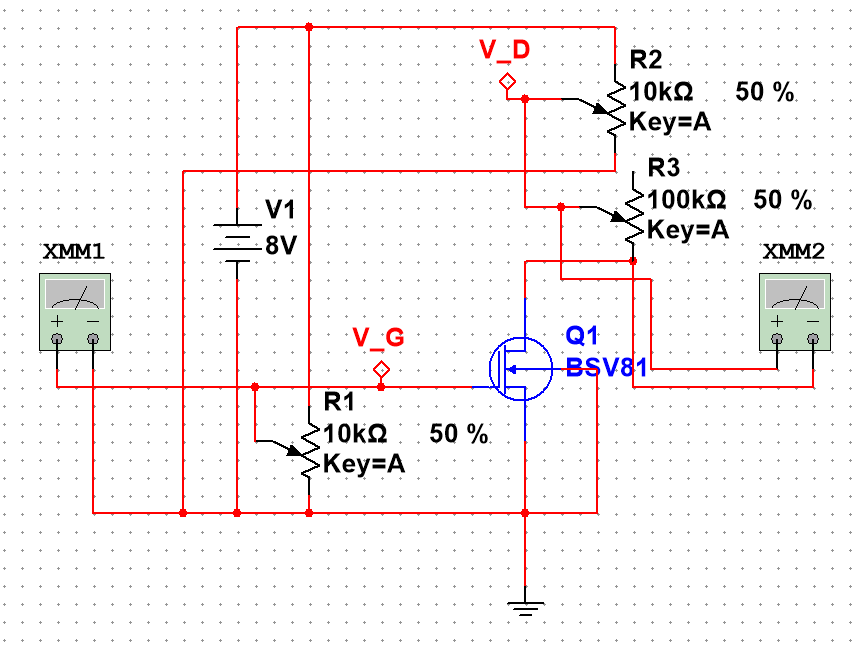 V_D
R2
10kΩ 50 %
Key=A
R3
100kΩ 50 %
Key=A
V1
8V
XMM1
+ −
XMM2
+ −
V_G
Q1
BSV81
R1
10kΩ 50 %
Key=A